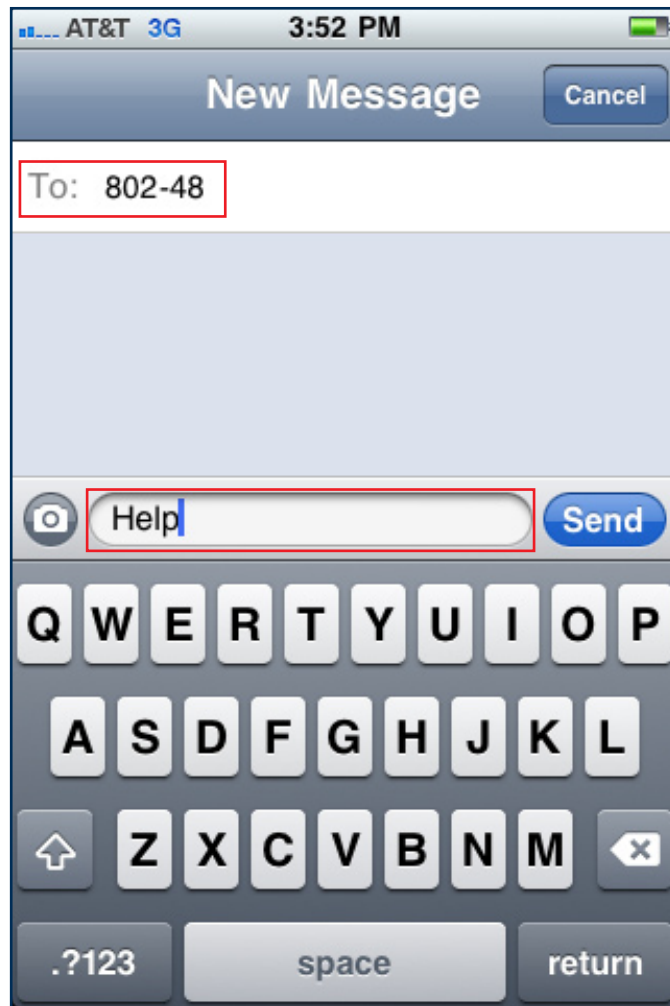 AT&T 3G 3:52 PM
New Message Cancel
To: 802-48
Help Send
Q W E R T Y U I O P
A S D F G H J K L
Z X C V B N M
.?123 space return